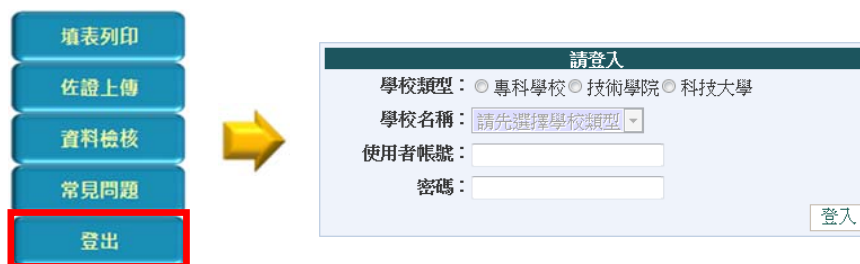 填表列印
佐證上傳
資料檢核
常見問題
登出
請登入
學校類型：專科學校 技術學院 科技大學
學校名稱：請先選擇學校類型
使用者帳號：
密碼：
登入